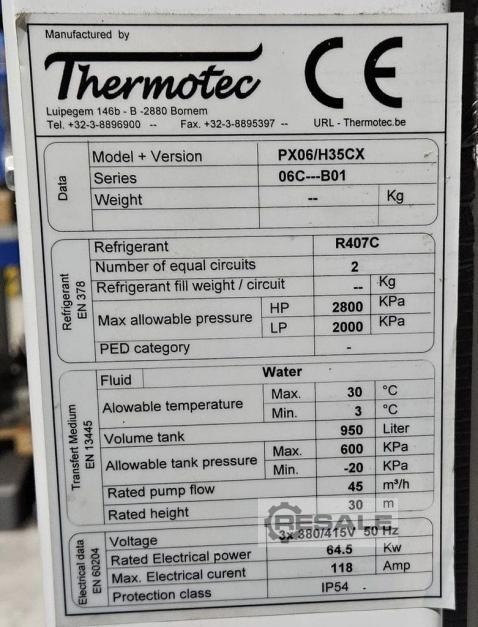 Manufactured by
Thermotec
CE
Luipegem 146b - B -2880 Bornem
Tel. +32-3-8896900 -- Fax. +32-3-8895397 -- URL - Thermotec.be
Data
Model + Version PX06/H35CX
Series 06C---B01
Weight -- Kg
Refrigerant
EN 378
Refrigerant R407C
Number of equal circuits 2
Refrigerant fill weight / circuit -- Kg
Max allowable pressure HP 2800 KPa
LP 2000 KPa
PED category -
Transfert Medium
EN 13445
Fluid Water
Alowable temperature Max. 30 °C
Min. 3 °C
Volume tank 950 Liter
Allowable tank pressure Max. 600 KPa
Min. -20 KPa
Rated pump flow 45 m³/h
Rated height 30 m
RESALE
Electrical data
EN 60204
Voltage 3x 380/415V 50 Hz
Rated Electrical power 64.5 Kw
Max. Electrical curent 118 Amp
Protection class IP54